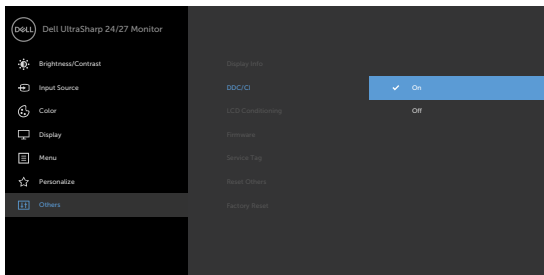 DELL Dell UltraSharp 24/27 Monitor
Brightness/Contrast Display Info
Input Source DDC/CI On
Color LCD Conditioning Off
Display Firmware
Menu Service Tag
Personalize Reset Others
Others Factory Reset